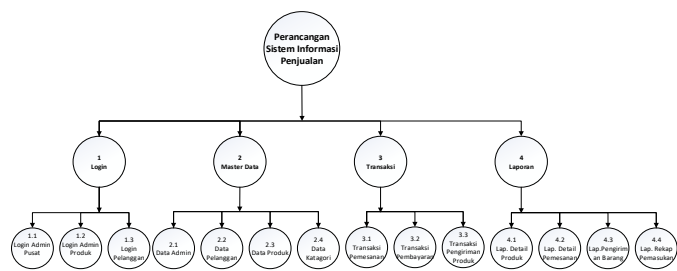 Perancangan
Sistem Informasi
Penjualan
1
Login
2
Master Data
3
Transaksi
4
Laporan
1.1
Login Admin
Pusat
1.2
Login Admin
Produk
1.3
Login
Pelanggan
2.1
Data Admin
2.2
Data
Pelanggan
2.3
Data Produk
2.4
Data
Katagori
3.1
Transaksi
Pemesanan
3.2
Transaksi
Pembayaran
3.3
Transaksi
Pengiriman
Produk
4.1
Lap. Detail
Produk
4.2
Lap. Detail
Pemesanan
4.3
Lap.Pengirim
an Barang
4.4
Lap. Rekap
Pemasukan